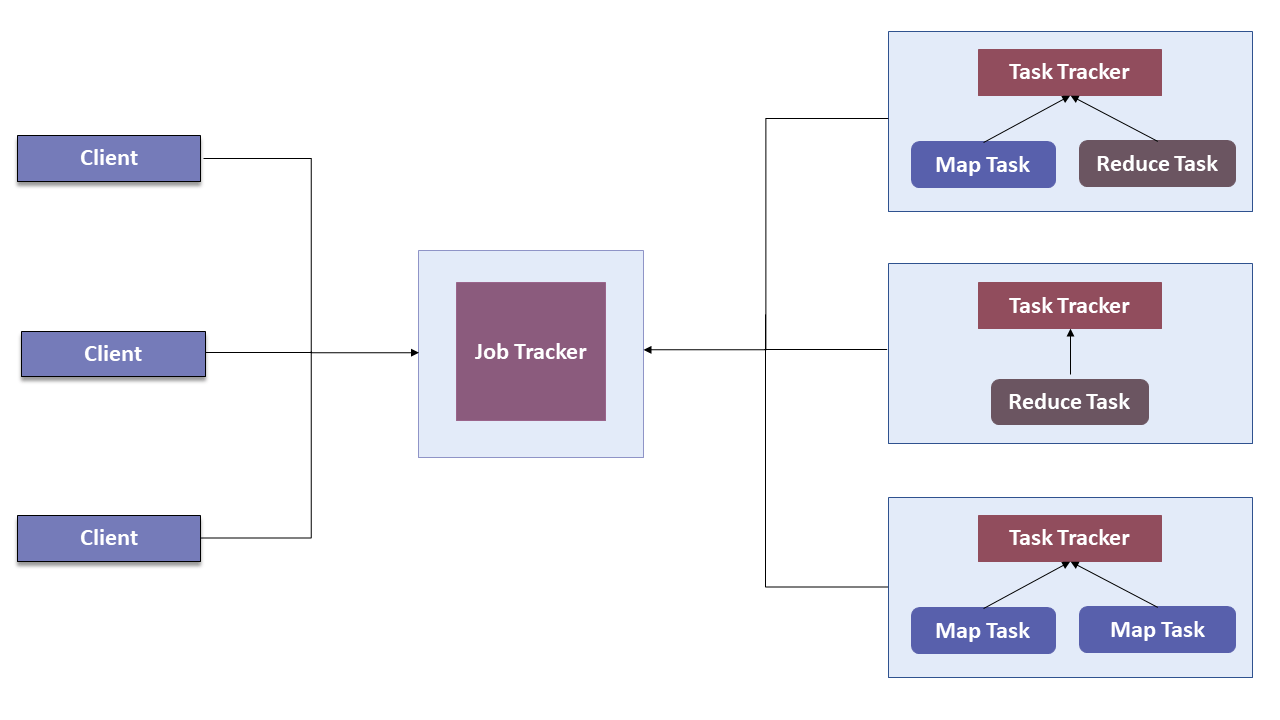 Client
Client
Client
Job Tracker
Task Tracker
Map Task
Reduce Task
Task Tracker
Reduce Task
Task Tracker
Map Task
Map Task